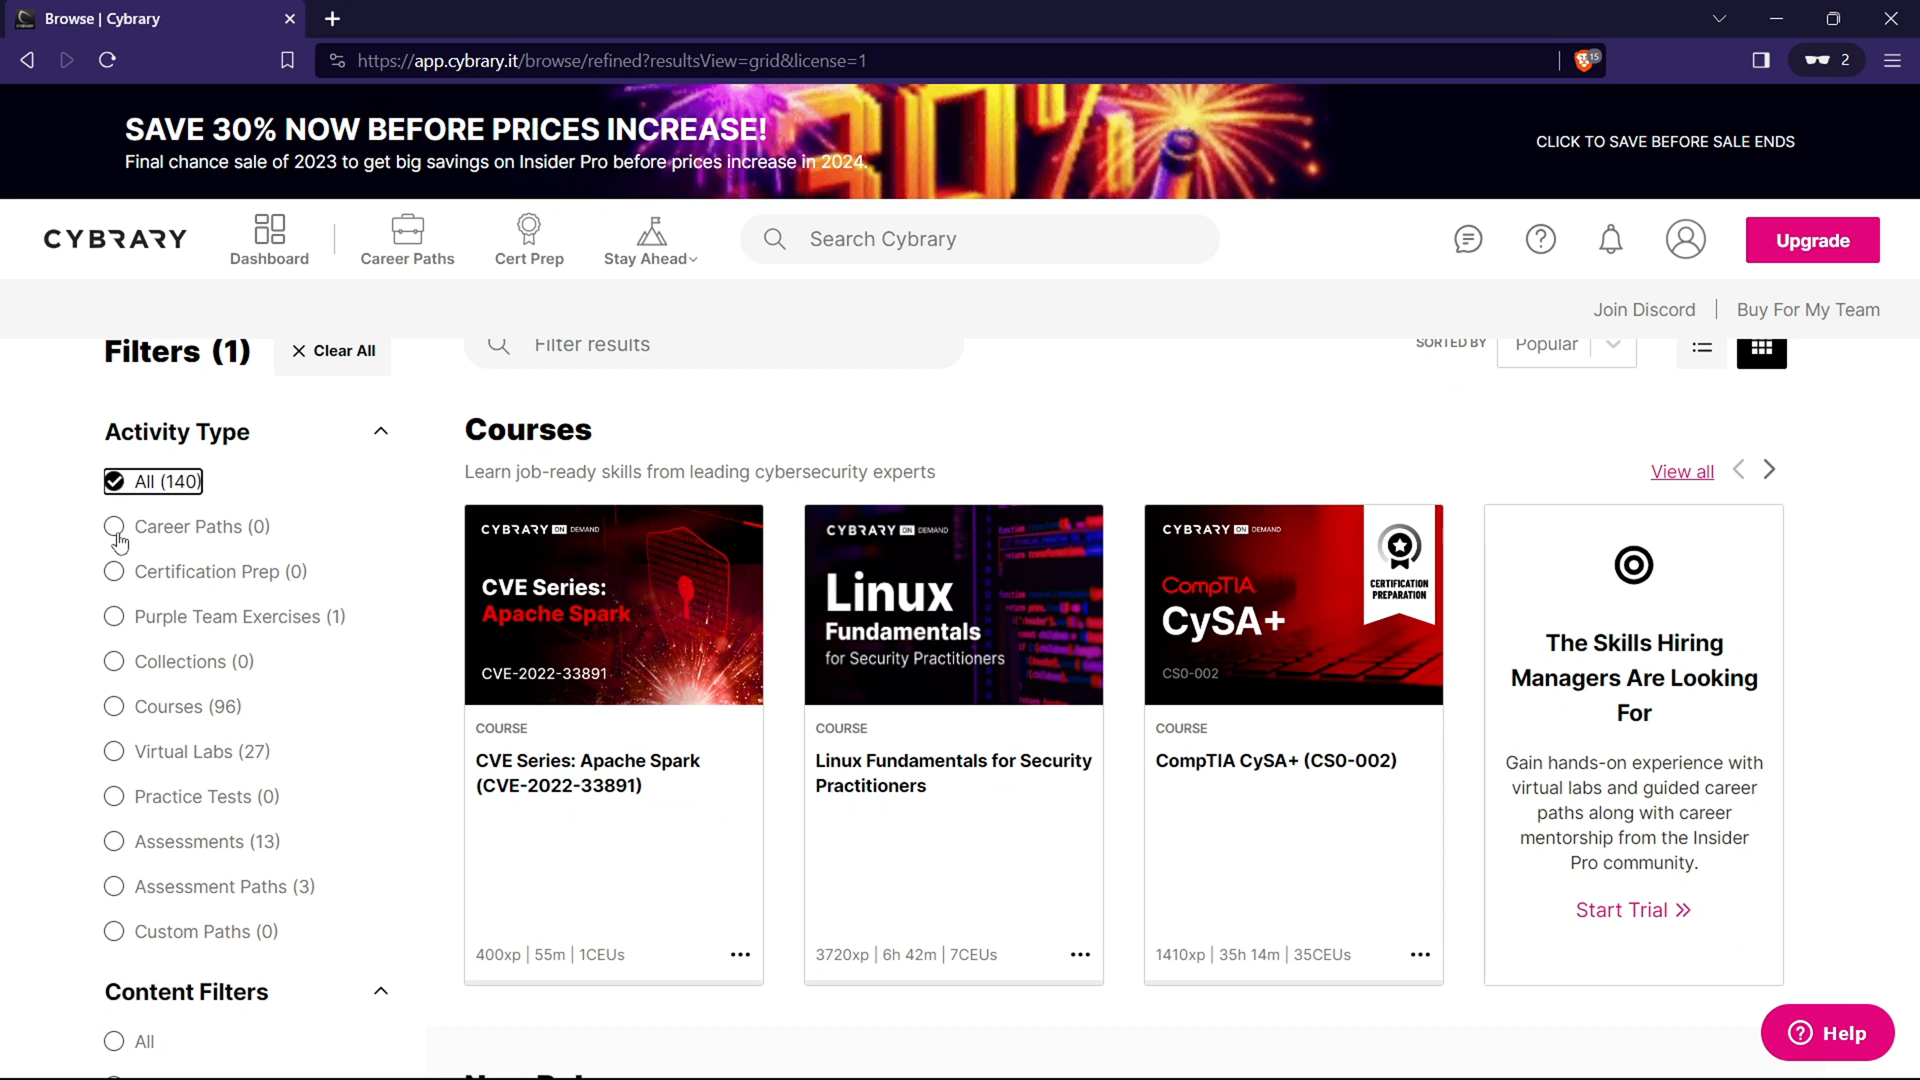 Browse | Cybrary
https://app.cybrary.it/browse/refined?resultsView=grid&license=1
15
2
SAVE 30% NOW BEFORE PRICES INCREASE!
Final chance sale of 2023 to get big savings on Insider Pro before prices increase in 2024.
30%
CLICK TO SAVE BEFORE SALE ENDS
CYBRARY
Dashboard
Career Paths
Cert Prep
Stay Ahead
Search Cybrary
Upgrade
Join Discord
Buy For My Team
Filters (1)
Clear All
Filter results
SORTED BY
Popular
Activity Type
All (140)
Career Paths (0)
Certification Prep (0)
Purple Team Exercises (1)
Collections (0)
Courses (96)
Virtual Labs (27)
Practice Tests (0)
Assessments (13)
Assessment Paths (3)
Custom Paths (0)
Content Filters
All
Courses
Learn job-ready skills from leading cybersecurity experts
View all
CYBRARY ON DEMAND
CVE Series:
Apache Spark
CVE-2022-33891
COURSE
CVE Series: Apache Spark
(CVE-2022-33891)
400xp | 55m | 1CEUs
CYBRARY ON DEMAND
Linux
Fundamentals
for Security Practitioners
COURSE
Linux Fundamentals for Security
Practitioners
3720xp | 6h 42m | 7CEUs
CYBRARY ON DEMAND
CompTIA
CySA+
CS0-002
CERTIFICATION
PREPARATION
COURSE
CompTIA CySA+ (CS0-002)
1410xp | 35h 14m | 35CEUs
The Skills Hiring
Managers Are Looking
For
Gain hands-on experience with
virtual labs and guided career
paths along with career
mentorship from the Insider
Pro community.
Start Trial
Help